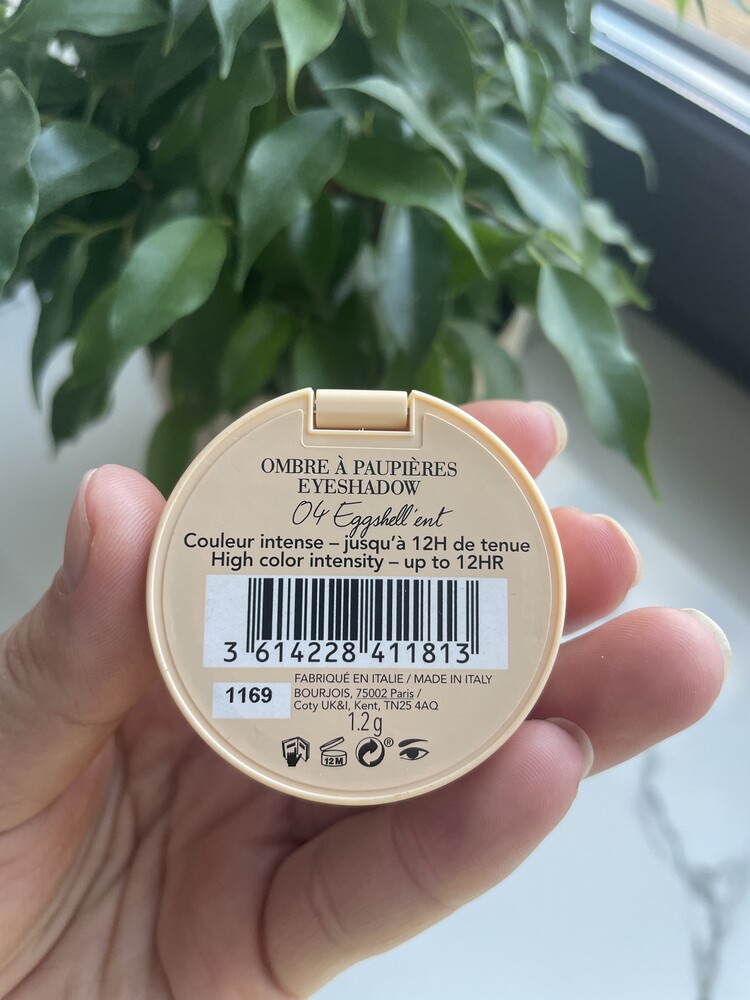 OMBRE À PAUPIÈRES
EYESHADOW
04 Eggshell'ent
Couleur intense – jusqu'à 12H de tenue
High color intensity – up to 12HR
3 614228 411813
1169
FABRIQUÉ EN ITALIE / MADE IN ITALY
BOURJOIS, 75002 Paris /
Coty UK&I, Kent, TN25 4AQ
1.2 g
12M
®